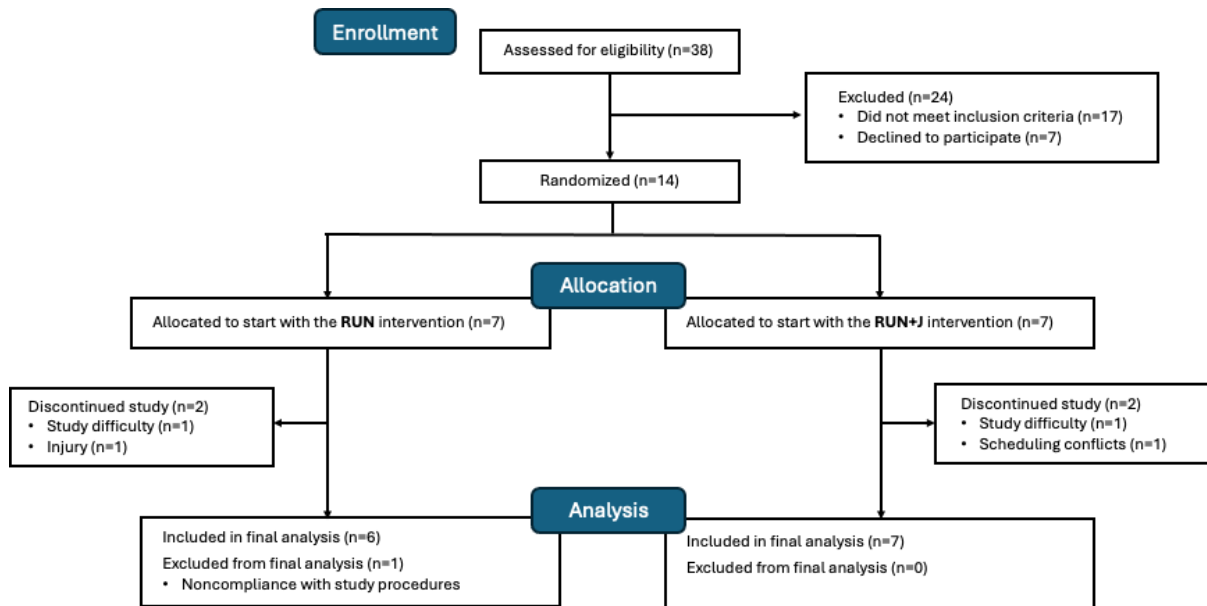 Enrollment
Assessed for eligibility (n=38)
Excluded (n=24)
• Did not meet inclusion criteria (n=17)
• Declined to participate (n=7)
Randomized (n=14)
Allocation
Allocated to start with the RUN intervention (n=7)
Allocated to start with the RUN+J intervention (n=7)
Discontinued study (n=2)
• Study difficulty (n=1)
• Injury (n=1)
Discontinued study (n=2)
• Study difficulty (n=1)
• Scheduling conflicts (n=1)
Analysis
Included in final analysis (n=6)
Excluded from final analysis (n=1)
• Noncompliance with study procedures
Included in final analysis (n=7)
Excluded from final analysis (n=0)